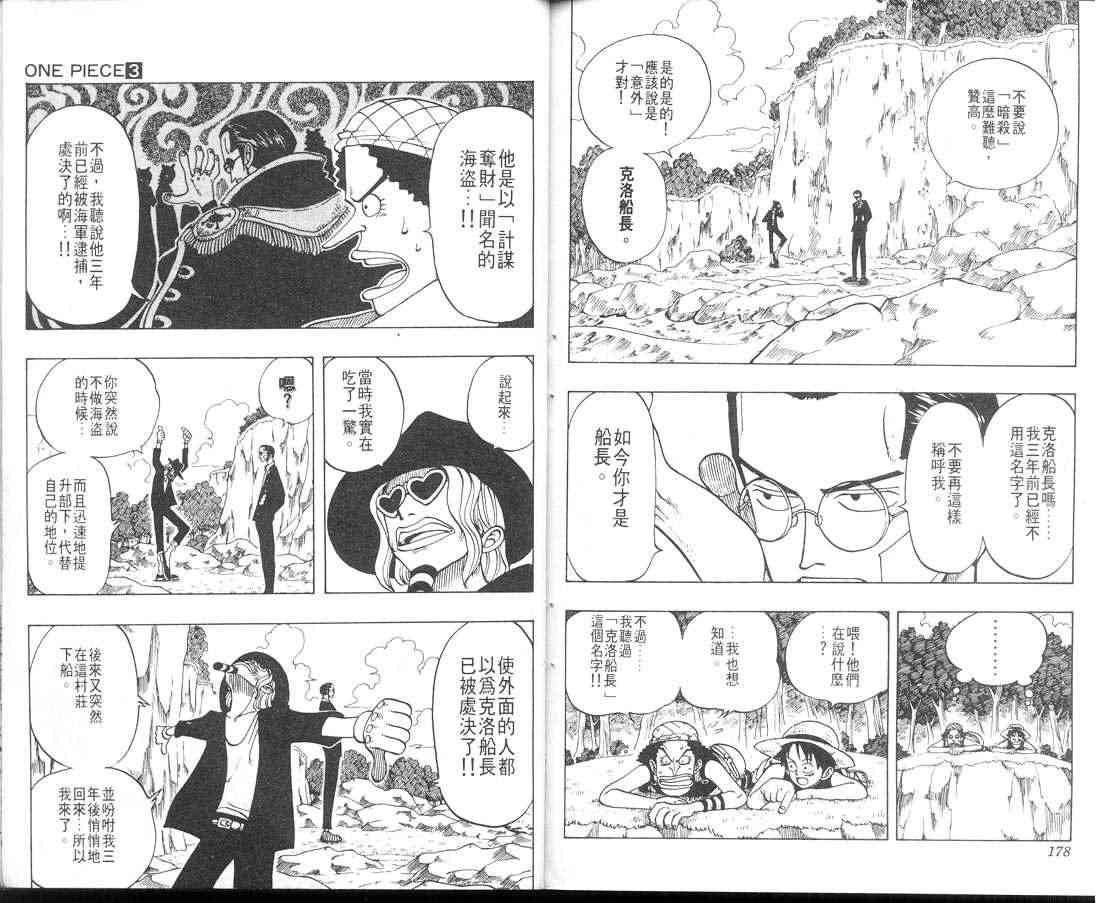 不要說
「暗殺」
這麼難聽，
贊高。
是的是的！
應該說是
「意外」
才對！
克洛船長。
克洛船長嗎……
我三年前已經不
用這名字了。
不要再這樣
稱呼我。
如今你才是
船長。
………
喂！他們
在說什麼
…？
…我也想
知道。
不過……
我聽過
「克洛船長」
這個名字!!
178
ONE PIECE 3
他是以「計謀
奪財」聞名的
海盜…!!
不過，我聽說他三年
前已經被海軍逮捕，
處決了的啊…!!
說起來…
當時我實在
吃了一驚。
嗯？
你突然說
不做海盜
的時候…
而且迅速地提
升部下，代替
自己的地位。
使外面的人都
以爲克洛船長
已被處決了!!
後來又突然
在這村莊
下船。
並吩咐我三
年後悄悄地
回來…所以
我來了。